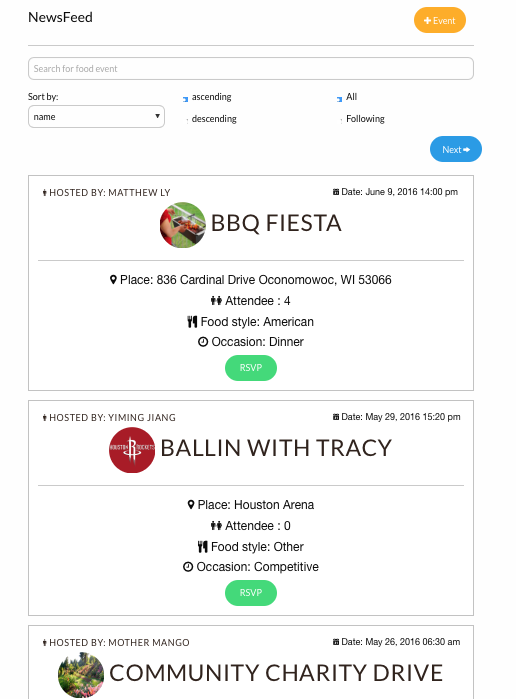 NewsFeed
+Event
Search for food event
Sort by:
ascending
All
name
descending
Following
Next
HOSTED BY: MATTHEW LY
Date: June 9, 2016 14:00 pm
BBQ FIESTA
Place: 836 Cardinal Drive Oconomowoc, WI 53066
Attendee : 4
Food style: American
Occasion: Dinner
RSVP
HOSTED BY: YIMING JIANG
Date: May 29, 2016 15:20 pm
HOUSTON ROCKETS
BALLIN WITH TRACY
Place: Houston Arena
Attendee : 0
Food style: Other
Occasion: Competitive
RSVP
HOSTED BY: MOTHER MANGO
Date: May 26, 2016 06:30 am
COMMUNITY CHARITY DRIVE